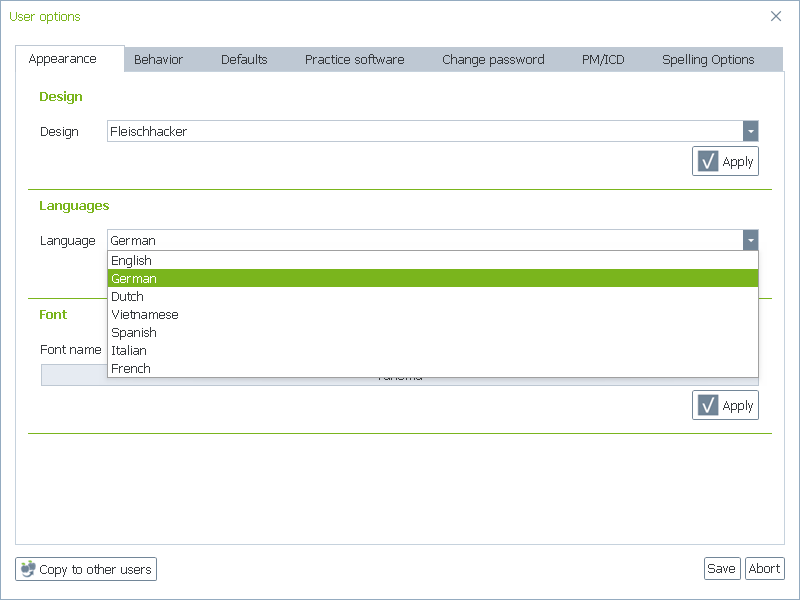 User options
Appearance
Behavior
Defaults
Practice software
Change password
PM/ICD
Spelling Options
Design
Design
Fleischhacker
Apply
Languages
Language
German
English
German
Dutch
Vietnamese
Spanish
Italian
French
Font
Font name
Apply
Copy to other users
Save
Abort